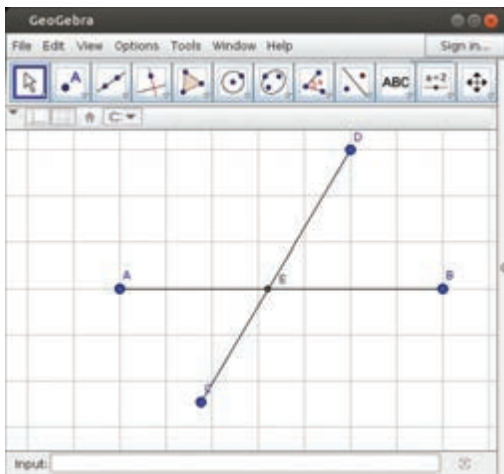 GeoGebra
File Edit View Options Tools Window Help Sign in...
A ABC a=2
C:
D
A E B
Input: